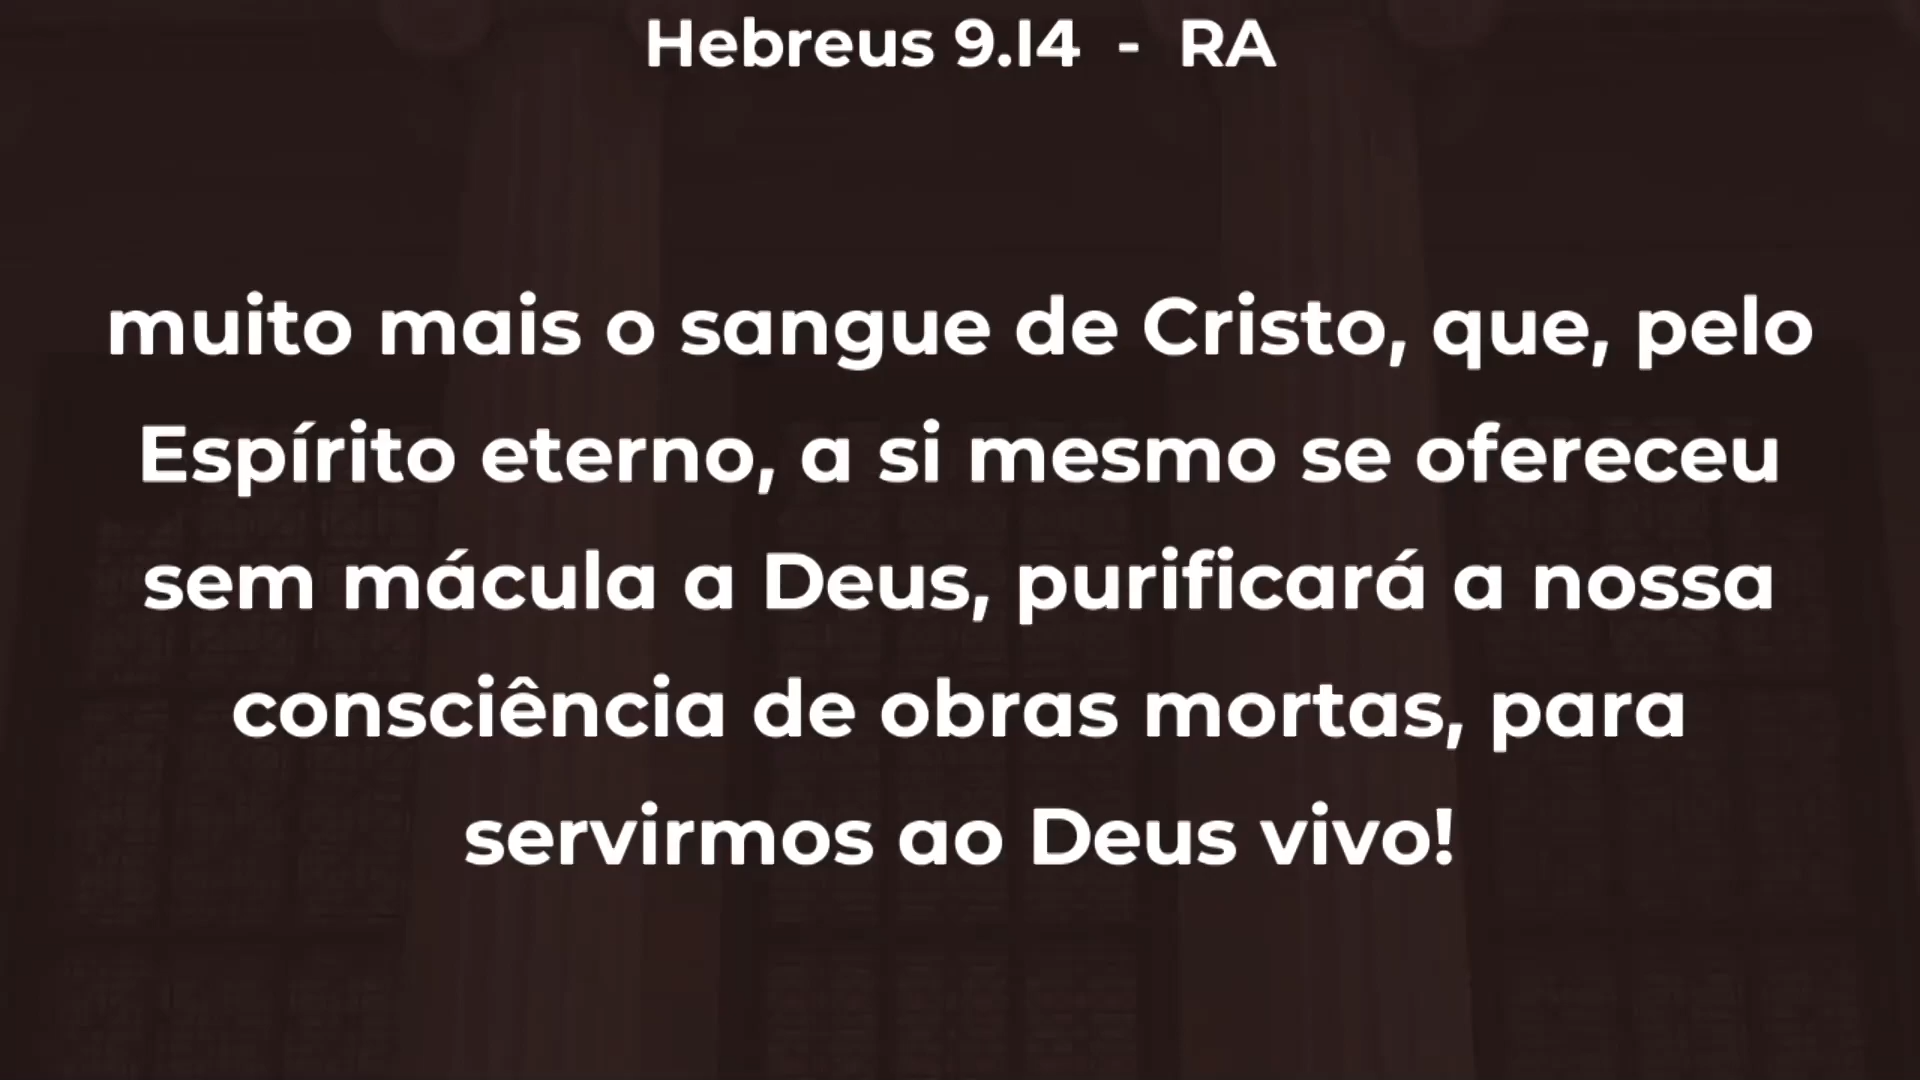 Hebreus 9.14 - RA
muito mais o sangue de Cristo, que, pelo
Espírito eterno, a si mesmo se ofereceu
sem mácula a Deus, purificará a nossa
consciência de obras mortas, para
servirmos ao Deus vivo!